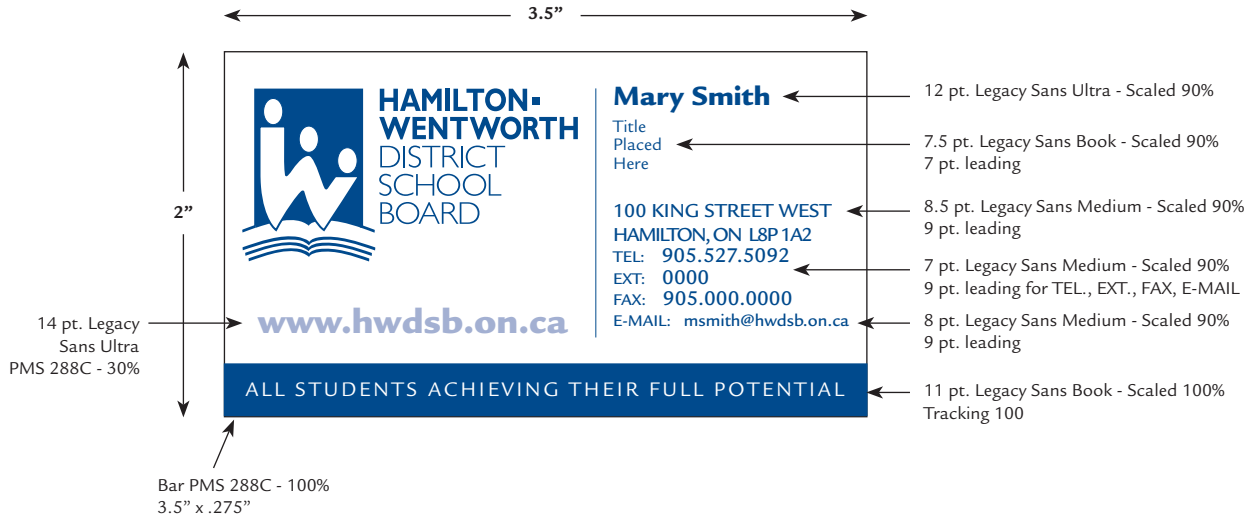 3.5”
2”
HAMILTON-
WENTWORTH
DISTRICT
SCHOOL
BOARD
www.hwdsb.on.ca
Mary Smith
Title
Placed
Here
100 KING STREET WEST
HAMILTON, ON L8P 1A2
TEL: 905.527.5092
EXT: 0000
FAX: 905.000.0000
E-MAIL: msmith@hwdsb.on.ca
ALL STUDENTS ACHIEVING THEIR FULL POTENTIAL
12 pt. Legacy Sans Ultra - Scaled 90%
7.5 pt. Legacy Sans Book - Scaled 90%
7 pt. leading
8.5 pt. Legacy Sans Medium - Scaled 90%
9 pt. leading
7 pt. Legacy Sans Medium - Scaled 90%
9 pt. leading for TEL., EXT., FAX, E-MAIL
8 pt. Legacy Sans Medium - Scaled 90%
9 pt. leading
11 pt. Legacy Sans Book - Scaled 100%
Tracking 100
14 pt. Legacy
Sans Ultra
PMS 288C - 30%
Bar PMS 288C - 100%
3.5” x .275”